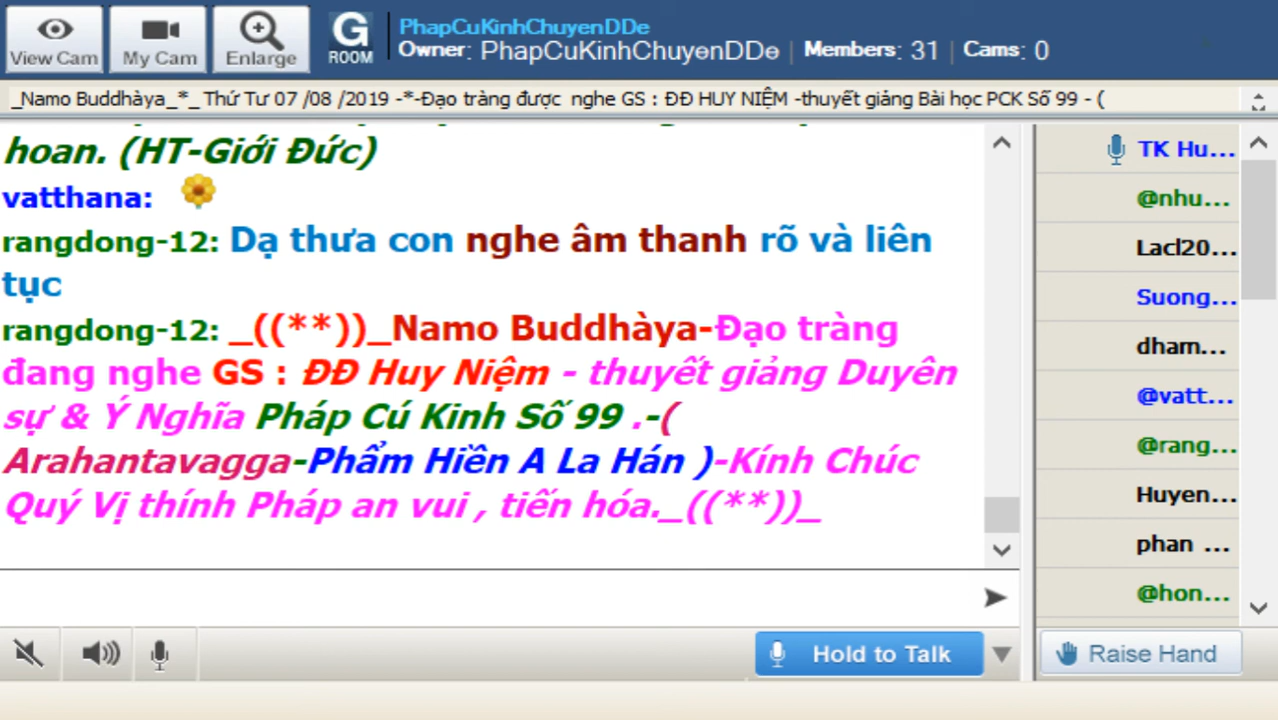 View Cam
My Cam
Enlarge
G
ROOM
PhapCuKinhChuyenDDe
Owner: PhapCuKinhChuyenDDe | Members: 31 | Cams: 0
_Namo Buddhàya_*_ Thứ Tư 07 /08 /2019 -*-Đạo tràng được nghe GS : ĐĐ HUY NIỆM -thuyết giảng Bài học PCK Số 99 - (
hoan. (HT-Giới Đức)
vatthana:
rangdong-12: Dạ thưa con nghe âm thanh rõ và liên
tục
rangdong-12: _((**))_Namo Buddhàya-Đạo tràng
đang nghe GS : ĐĐ Huy Niệm - thuyết giảng Duyên
sự & Ý Nghĩa Pháp Cú Kinh Số 99 .-(
Arahantavagga-Phẩm Hiền A La Hán )-Kính Chúc
Quý Vị thính Pháp an vui , tiến hóa._((**))_
TK Hu...
@nhu...
Lacl20...
Suong...
dham...
@vatt...
@rang...
Huyen...
phan ...
@hon...
Hold to Talk
Raise Hand